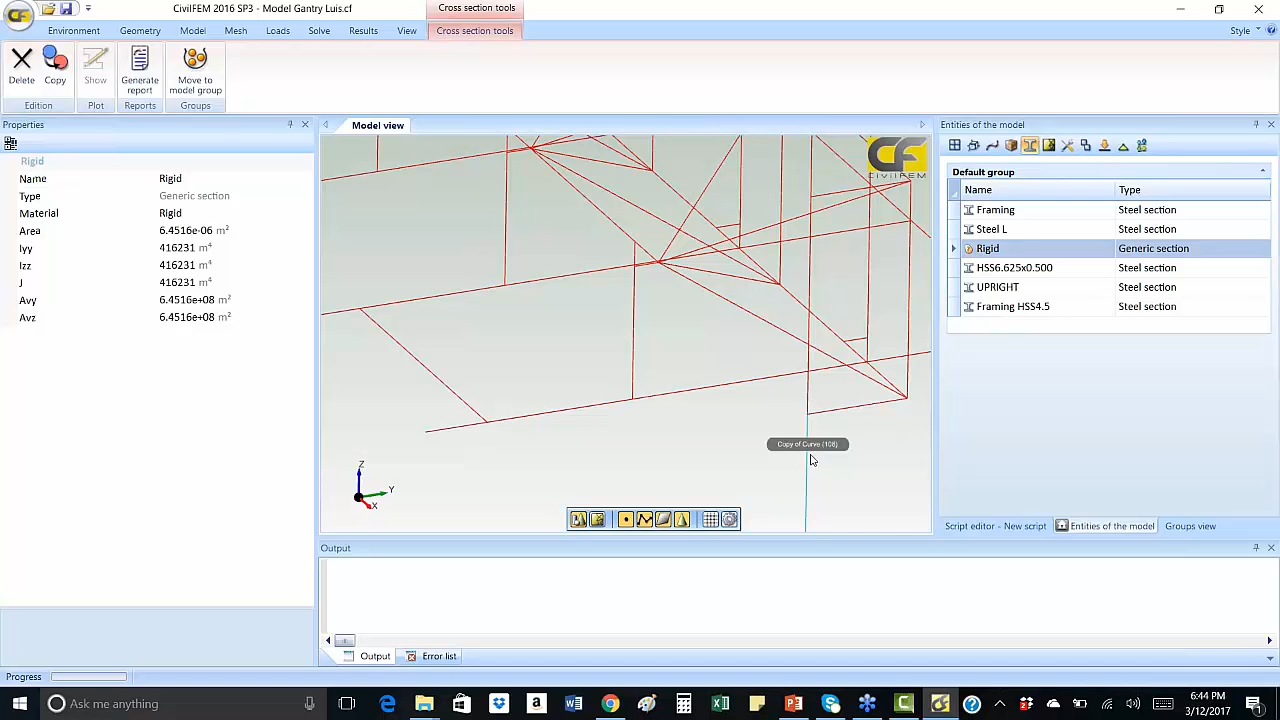 CivilFEM 2016 SP3 - Model Gantry Luis.cf
Cross section tools
Environment Geometry Model Mesh Loads Solve Results View Cross section tools
Style
Delete Copy Show Generate report Move to model group
Edition Plot Reports Groups
Properties
Model view
Entities of the model
Rigid
Name Rigid
Type Generic section
Material Rigid
Area 6.4516e-06 m²
Iyy 416231 m⁴
Izz 416231 m⁴
J 416231 m⁴
Avy 6.4516e+08 m²
Avz 6.4516e+08 m²
CF
CIVILFEM
Copy of Curve (108)
Z
Y
X
Default group
Name Type
Framing Steel section
Steel L Steel section
Rigid Generic section
HSS6.625x0.500 Steel section
UPRIGHT Steel section
Framing HSS4.5 Steel section
Script editor - New script Entities of the model Groups view
Output
Output Error list
Progress
Ask me anything
6:44 PM
3/12/2017